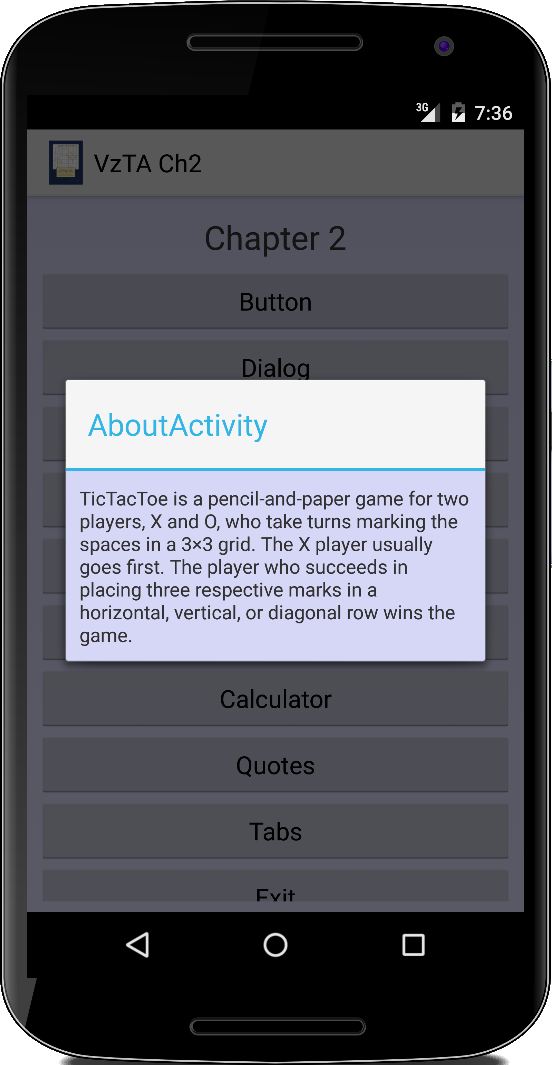 3G 7:36
VzTA Ch2
Chapter 2
Button
Dialog
AboutActivity
TicTacToe is a pencil-and-paper game for two
players, X and O, who take turns marking the
spaces in a 3×3 grid. The X player usually
goes first. The player who succeeds in
placing three respective marks in a
horizontal, vertical, or diagonal row wins the
game.
Calculator
Quotes
Tabs
Exit